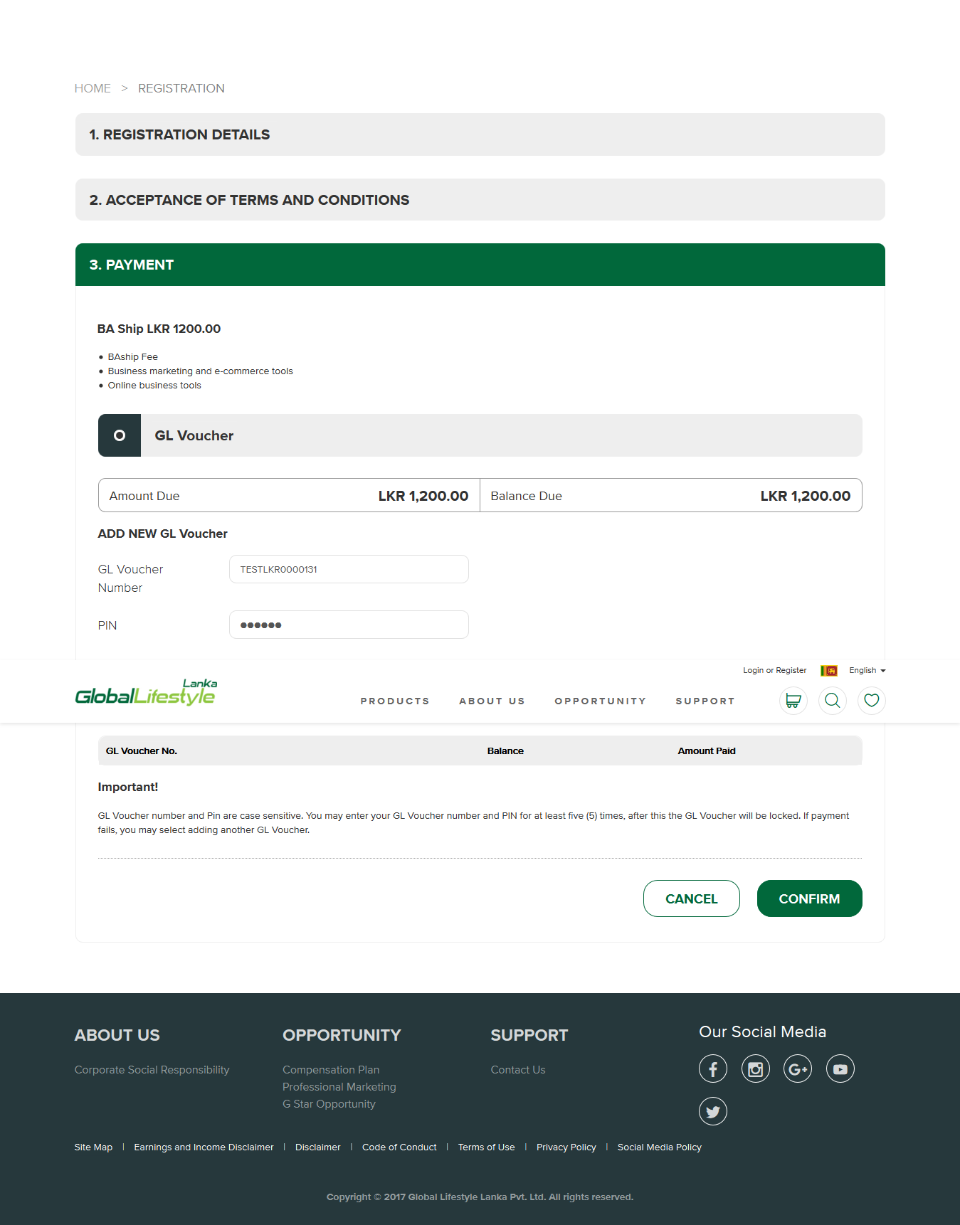 HOME > REGISTRATION
1. REGISTRATION DETAILS
2. ACCEPTANCE OF TERMS AND CONDITIONS
3. PAYMENT
BA Ship LKR 1200.00
• BAship Fee
• Business marketing and e-commerce tools
• Online business tools
GL Voucher
Amount Due LKR 1,200.00 Balance Due LKR 1,200.00
ADD NEW GL Voucher
GL Voucher
Number
TESTLKR0000131
PIN ●●●●●●
Login or Register English
Lanka
GlobalLifestyle
PRODUCTS ABOUT US OPPORTUNITY SUPPORT
GL Voucher No. Balance Amount Paid
Important!
GL Voucher number and Pin are case sensitive. You may enter your GL Voucher number and PIN for at least five (5) times, after this the GL Voucher will be locked. If payment
fails, you may select adding another GL Voucher.
CANCEL CONFIRM
ABOUT US
Corporate Social Responsibility
OPPORTUNITY
Compensation Plan
Professional Marketing
G Star Opportunity
SUPPORT
Contact Us
Our Social Media
Site Map | Earnings and Income Disclaimer | Disclaimer | Code of Conduct | Terms of Use | Privacy Policy | Social Media Policy
Copyright © 2017 Global Lifestyle Lanka Pvt. Ltd. All rights reserved.